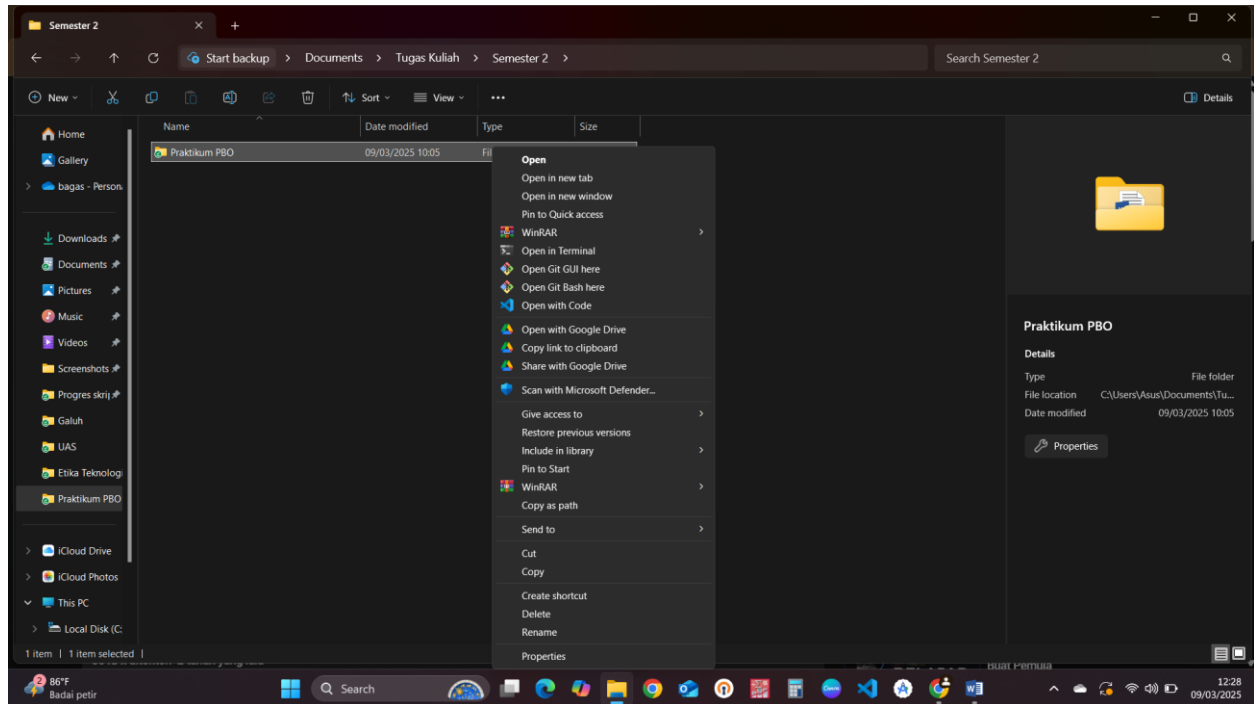 Semester 2
Start backup > Documents > Tugas Kuliah > Semester 2 >
Search Semester 2
New
Sort
View
Details
Home
Gallery
bagas - Person
Downloads
Documents
Pictures
Music
Videos
Screenshots
Progres skrip
Galuh
UAS
Etika Teknologi
Praktikum PBO
iCloud Drive
iCloud Photos
This PC
Local Disk (C:
Name Date modified Type Size
Praktikum PBO 09/03/2025 10:05 Fil
Open
Open in new tab
Open in new window
Pin to Quick access
WinRAR
Open in Terminal
Open Git GUI here
Open Git Bash here
Open with Code
Open with Google Drive
Copy link to clipboard
Share with Google Drive
Scan with Microsoft Defender...
Give access to
Restore previous versions
Include in library
Pin to Start
WinRAR
Copy as path
Send to
Cut
Copy
Create shortcut
Delete
Rename
Properties
Praktikum PBO
Details
Type File folder
File location C:\Users\Asus\Documents\Tu...
Date modified 09/03/2025 10:05
Properties
1 item | 1 item selected |
Buat Pemula
2
86°F
Badai petir
Search
12:28
09/03/2025